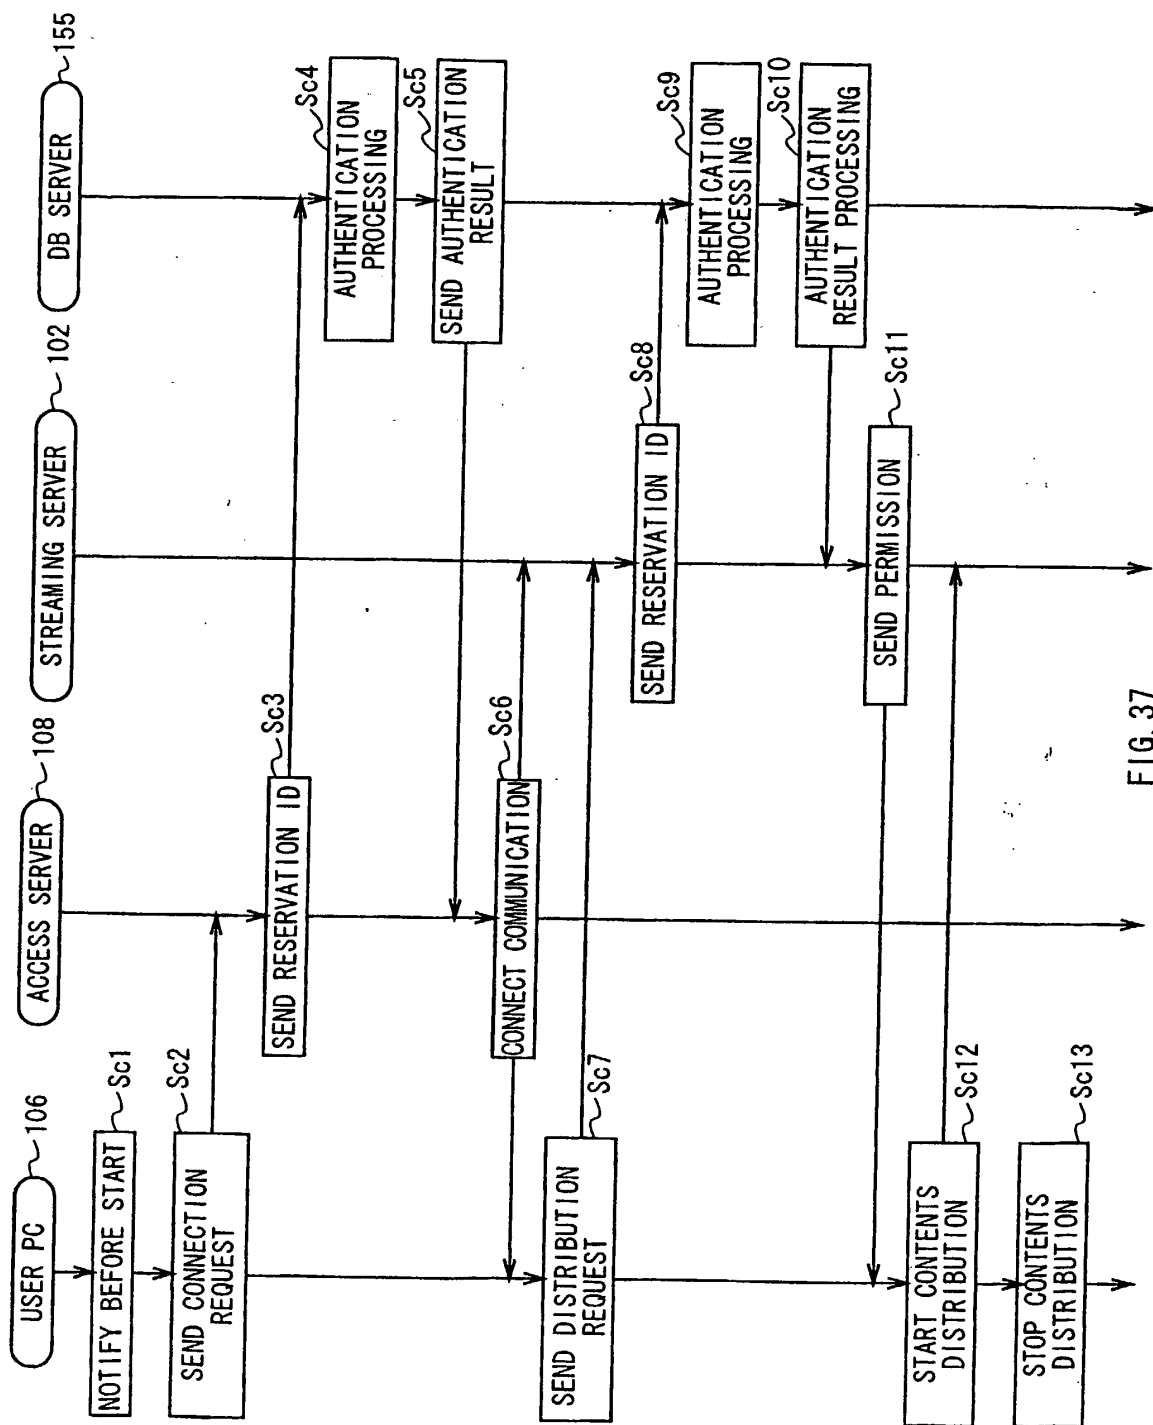 USER PC
106
ACCESS SERVER
108
STREAMING SERVER
102
DB SERVER
155
NOTIFY BEFORE START
Sc1
SEND CONNECTION
REQUEST
Sc2
SEND RESERVATION ID
Sc3
AUTHENTICATION
PROCESSING
Sc4
SEND AUTHENTICATION
RESULT
Sc5
CONNECT COMMUNICATION
Sc6
SEND DISTRIBUTION
REQUEST
Sc7
SEND RESERVATION ID
Sc8
AUTHENTICATION
PROCESSING
Sc9
AUTHENTICATION
RESULT PROCESSING
Sc10
SEND PERMISSION
Sc11
START CONTENTS
DISTRIBUTION
Sc12
STOP CONTENTS
DISTRIBUTION
Sc13
FIG.37